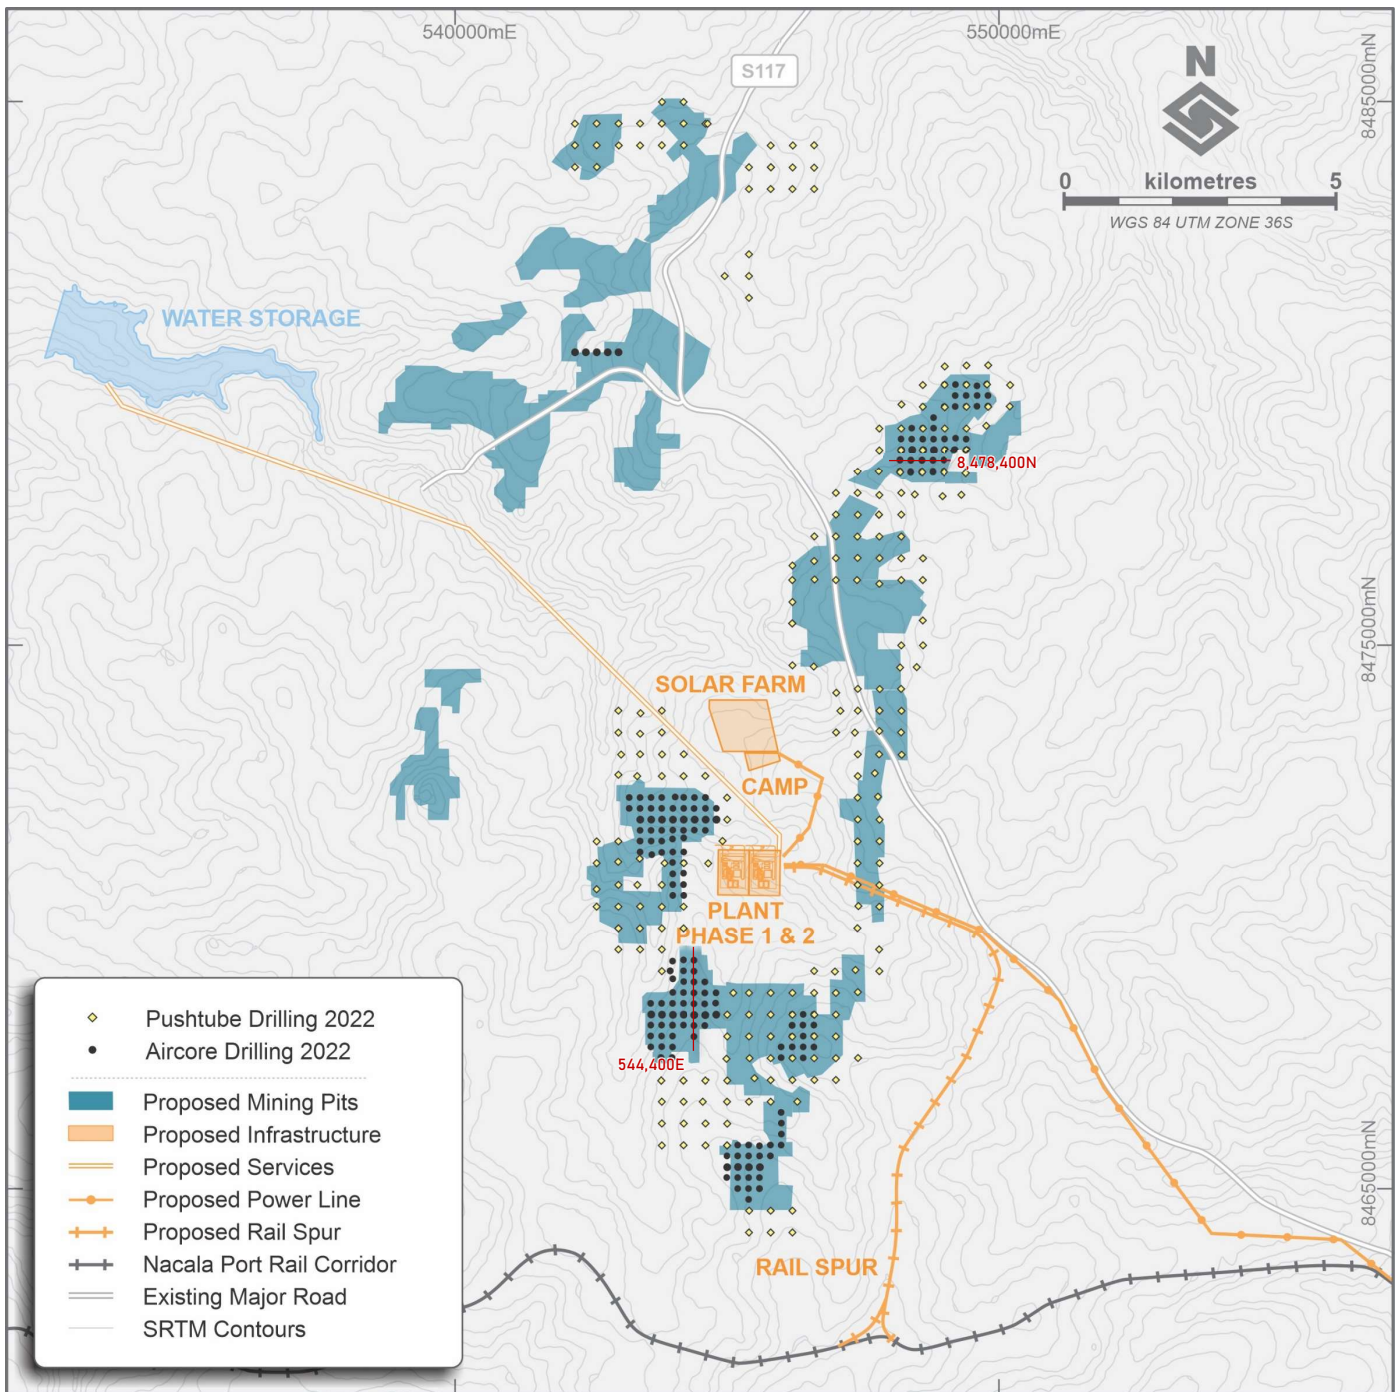 540000mE
550000mE
S117
N
8485000mN
0 kilometres 5
WGS 84 UTM ZONE 36S
WATER STORAGE
8,478,400N
8475000mN
SOLAR FARM
CAMP
PLANT
PHASE 1 & 2
544,400E
8465000mN
RAIL SPUR
Pushtube Drilling 2022
Aircore Drilling 2022
Proposed Mining Pits
Proposed Infrastructure
Proposed Services
Proposed Power Line
Proposed Rail Spur
Nacala Port Rail Corridor
Existing Major Road
SRTM Contours